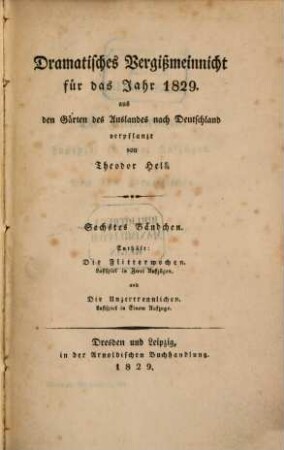 Dramatisches Vergißmeinnicht
für das Jahr 1829.
aus
den Gärten des Auslandes nach Deutschland
verpflanzt
von
Theodor Hell.
Sechstes Bändchen.
Enthält:
Die Flitterwochen.
Lustspiel in zwei Aufzügen.
und
Die Unzertrennlichen.
Lustspiel in Einem Aufzuge.
Dresden und Leipzig,
in der Arnoldischen Buchhandlung.
1829.